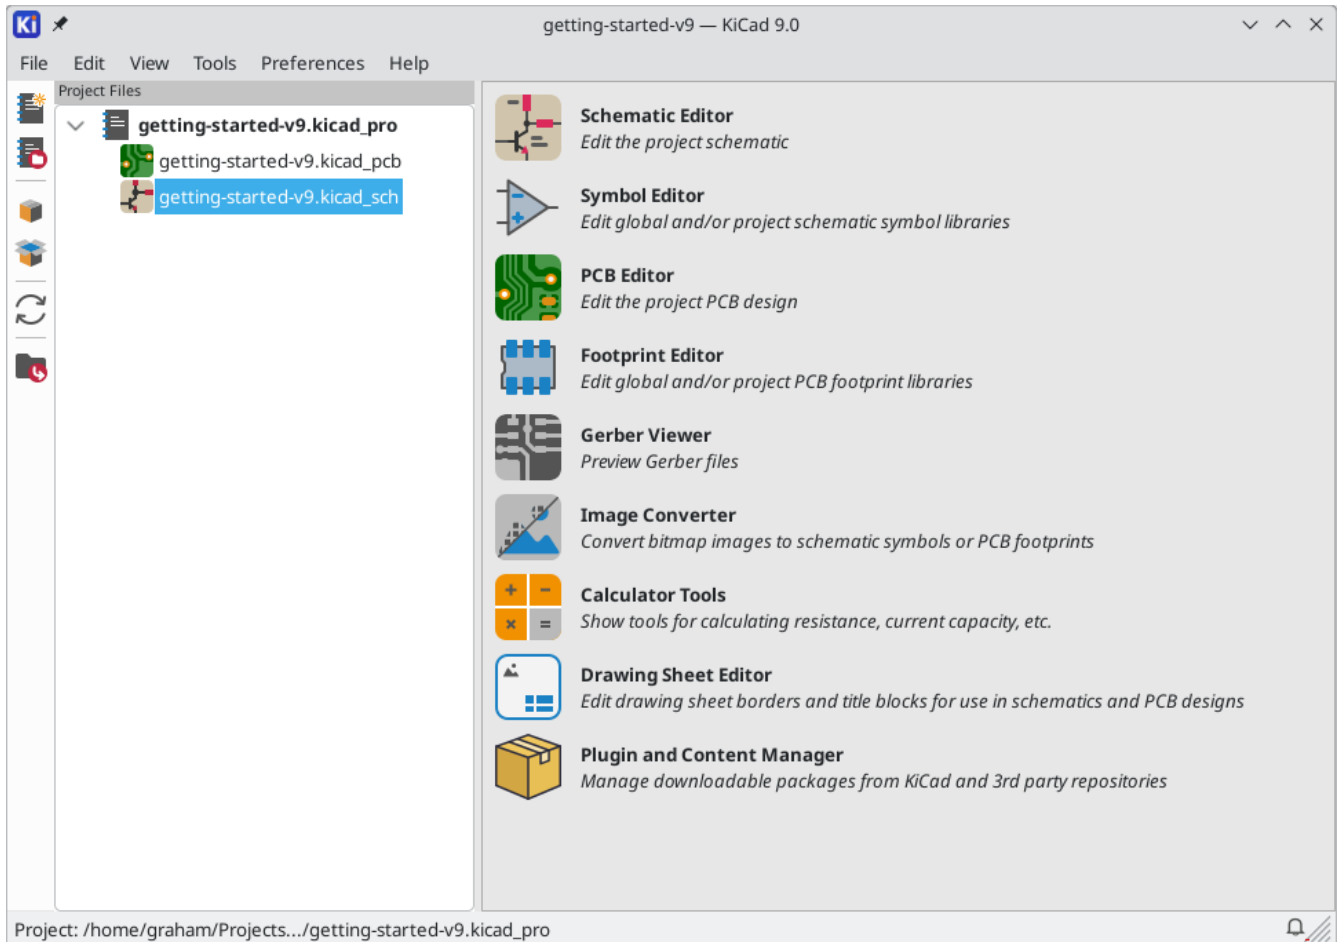 Ki
getting-started-v9 — KiCad 9.0
File Edit View Tools Preferences Help
Project Files
getting-started-v9.kicad_pro
getting-started-v9.kicad_pcb
getting-started-v9.kicad_sch
Schematic Editor
Edit the project schematic
Symbol Editor
Edit global and/or project schematic symbol libraries
PCB Editor
Edit the project PCB design
Footprint Editor
Edit global and/or project PCB footprint libraries
Gerber Viewer
Preview Gerber files
Image Converter
Convert bitmap images to schematic symbols or PCB footprints
Calculator Tools
Show tools for calculating resistance, current capacity, etc.
Drawing Sheet Editor
Edit drawing sheet borders and title blocks for use in schematics and PCB designs
Plugin and Content Manager
Manage downloadable packages from KiCad and 3rd party repositories
Project: /home/graham/Projects.../getting-started-v9.kicad_pro